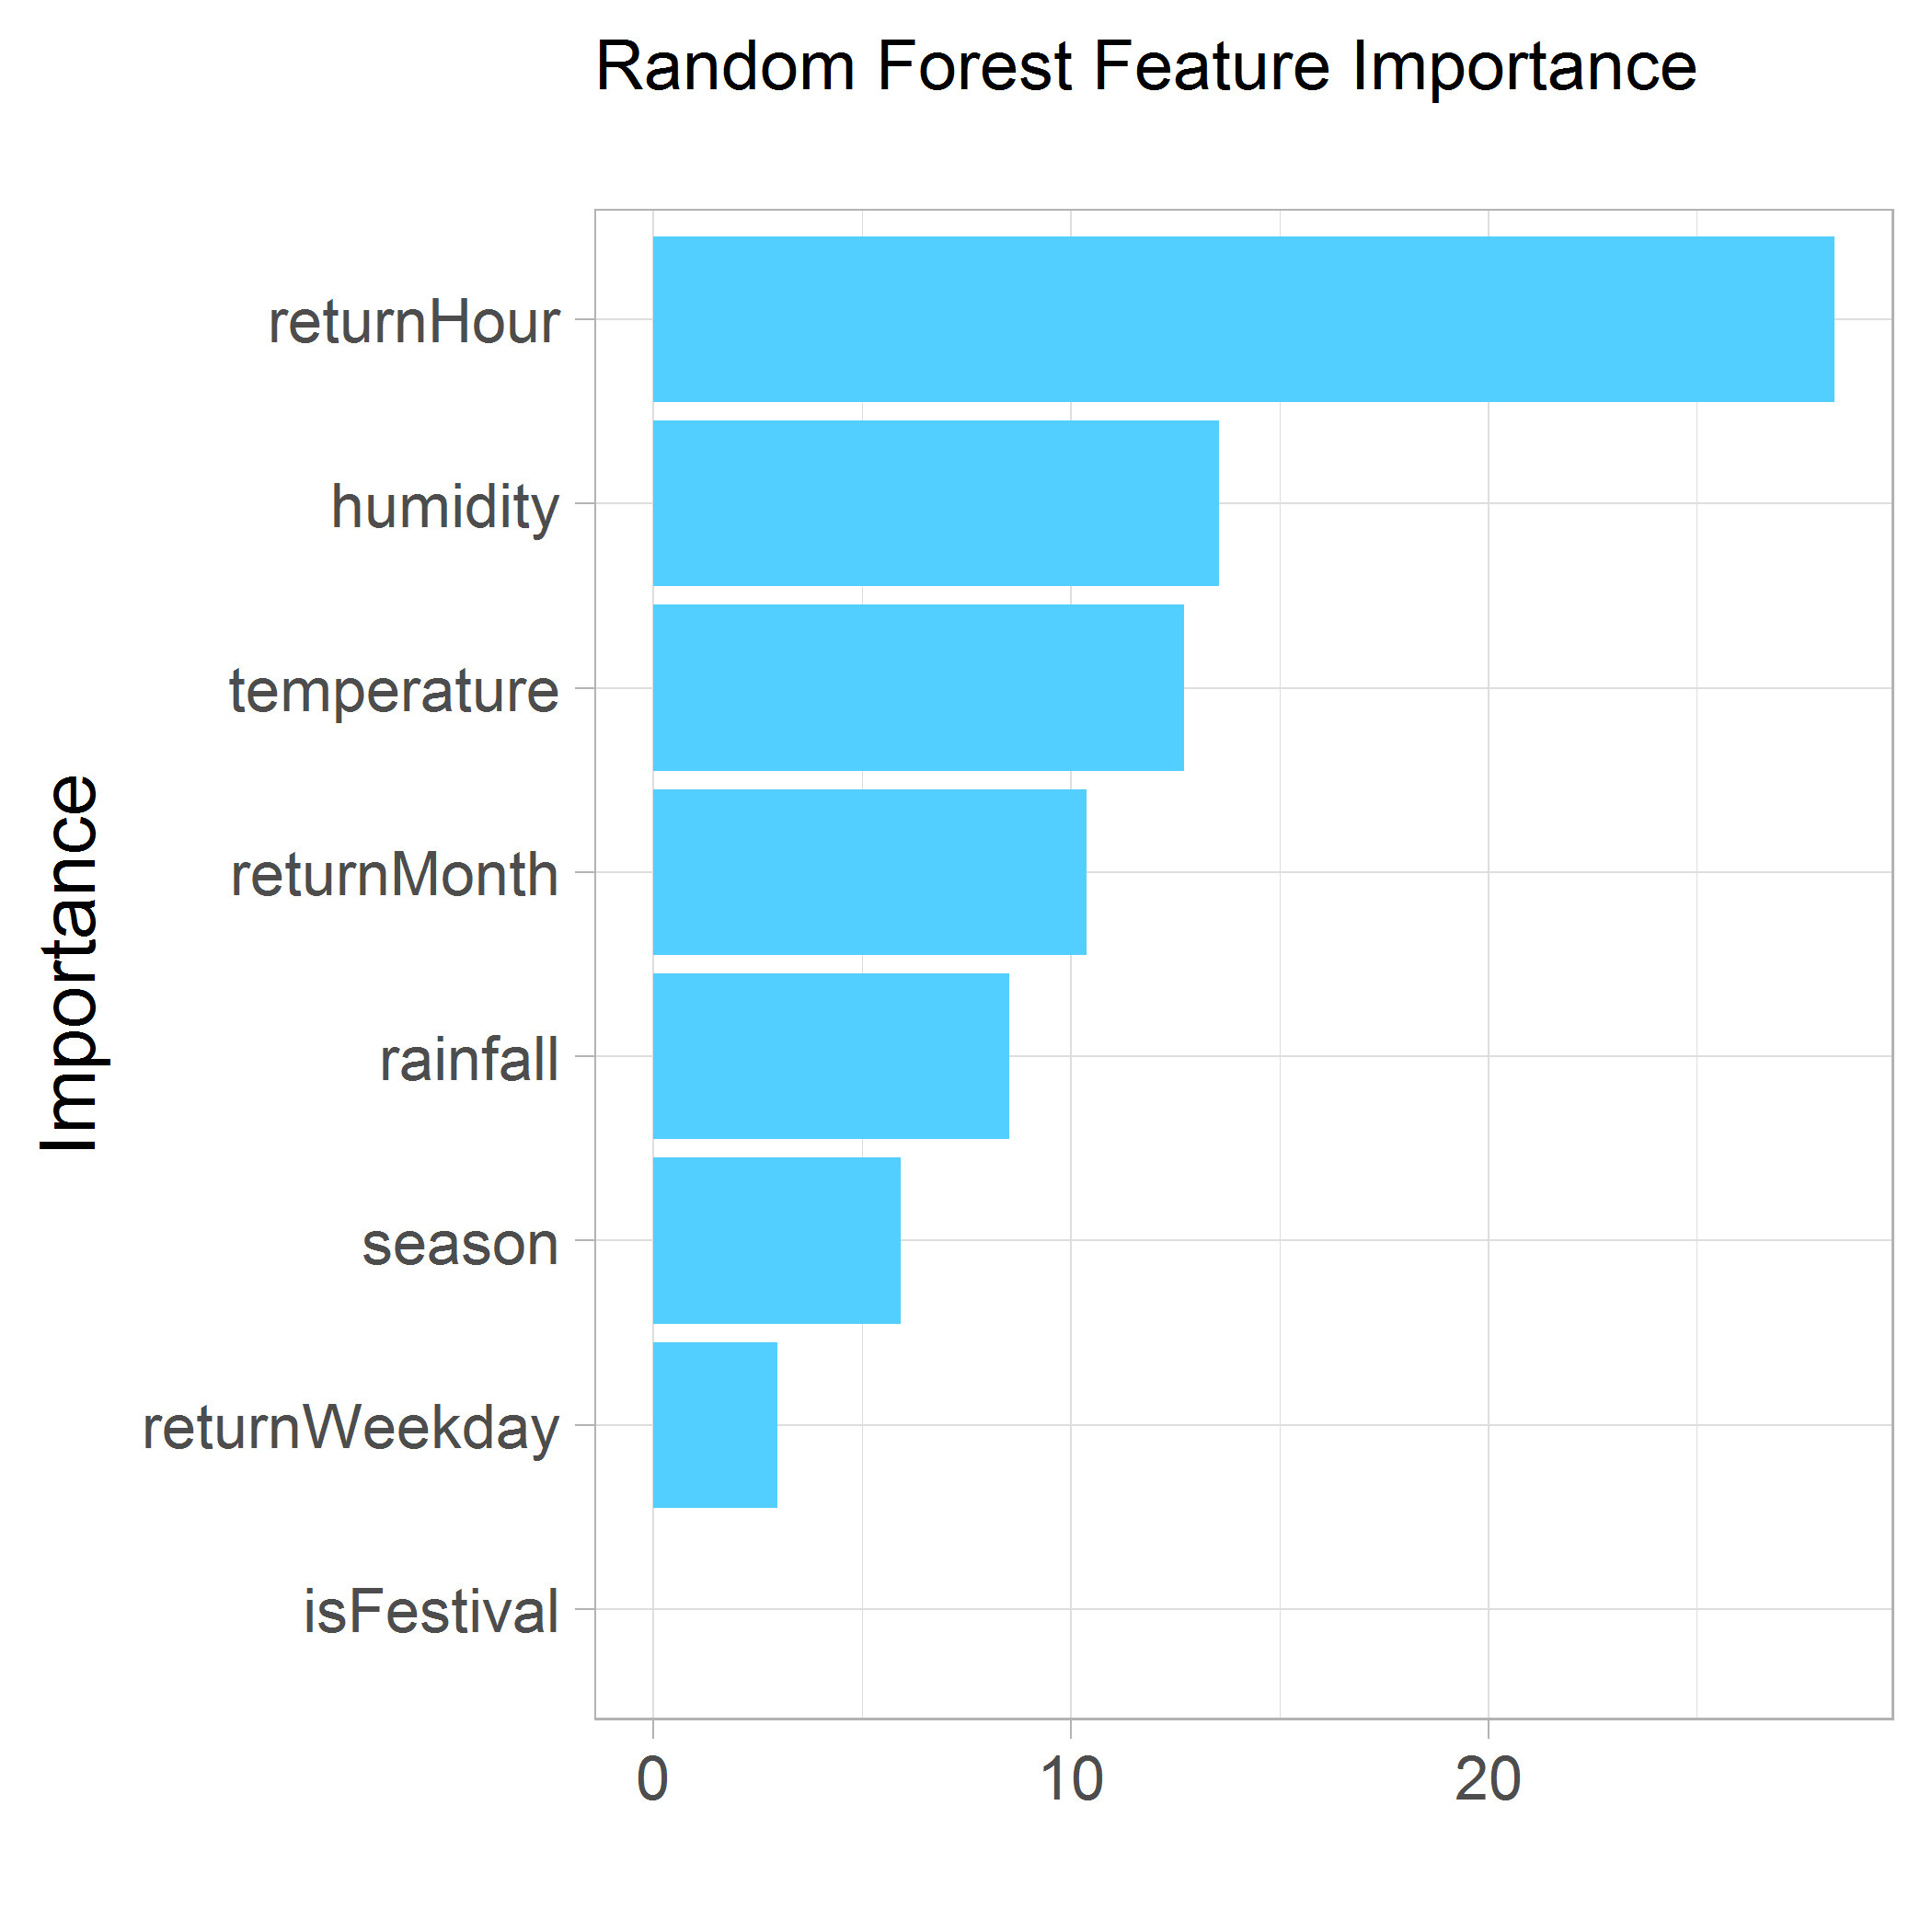 Random Forest Feature Importance
Importance
returnHour
humidity
temperature
returnMonth
rainfall
season
returnWeekday
isFestival
0 10 20